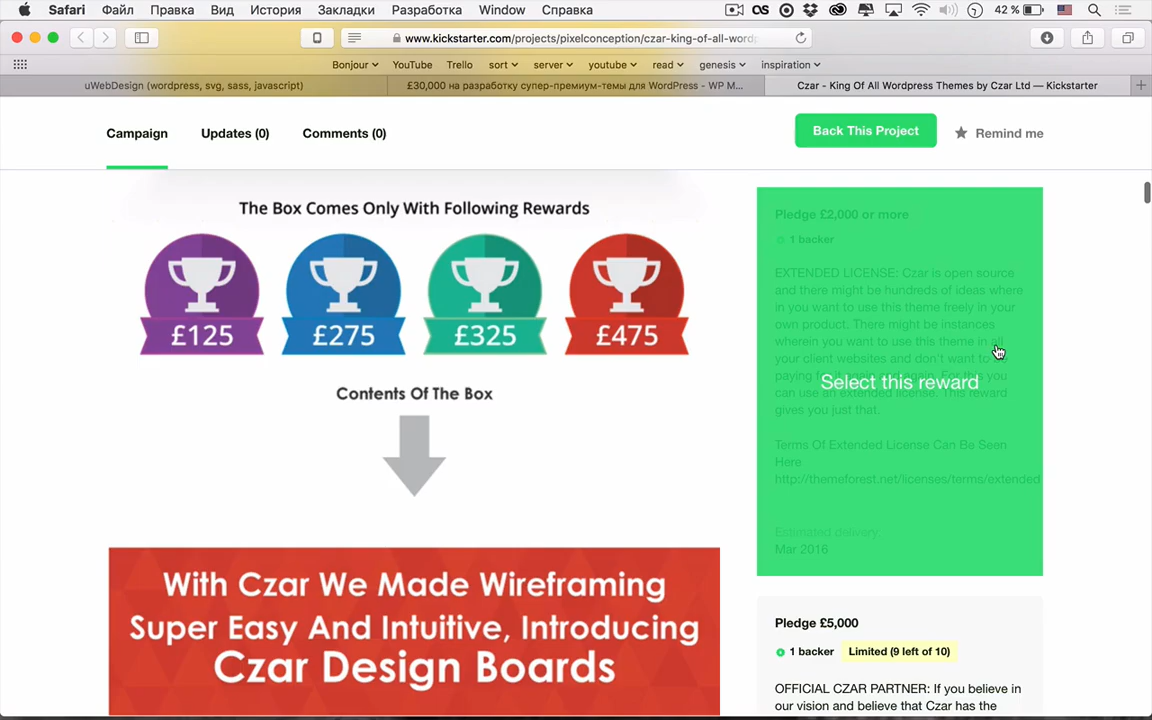 Safari Файл Правка Вид История Закладки Разработка Window Справка 42 %
www.kickstarter.com/projects/pixelconception/czar-king-of-all-wordp
Bonjour YouTube Trello sort server youtube read genesis inspiration
uWebDesign (wordpress, svg, sass, javascript)
£30,000 на разработку супер-премиум-темы для WordPress - WP M...
Czar - King Of All Wordpress Themes by Czar Ltd — Kickstarter
Campaign Updates (0) Comments (0) Back This Project Remind me
The Box Comes Only With Following Rewards
£125 £275 £325 £475
Contents Of The Box
With Czar We Made Wireframing
Super Easy And Intuitive, Introducing
Czar Design Boards
Pledge £2,000 or more
1 backer
EXTENDED LICENSE: Czar is open source
and there might be hundreds of ideas where
in you want to use this theme freely in your
own product. There might be instances
wherein you want to use this theme in all
your client websites and don't want to
paying for it again and again. For this you
can use an extended license. This reward
gives you just that.
Select this reward
Terms Of Extended License Can Be Seen
Here
http://themeforest.net/licenses/terms/extended
Estimated delivery:
Mar 2016
Pledge £5,000
1 backer Limited (9 left of 10)
OFFICIAL CZAR PARTNER: If you believe in
our vision and believe that Czar has the